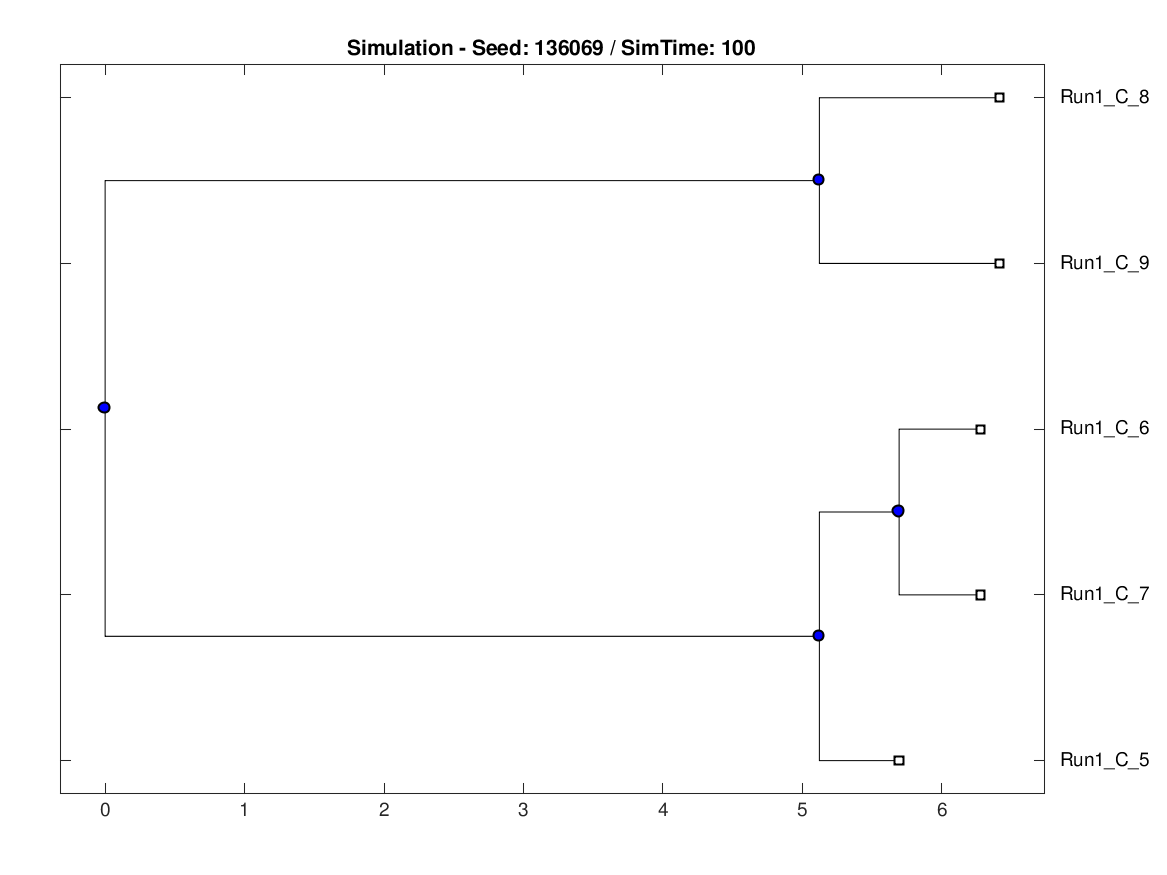 Simulation - Seed: 136069 / SimTime: 100
Run1_C_8
Run1_C_9
Run1_C_6
Run1_C_7
Run1_C_5
0 1 2 3 4 5 6